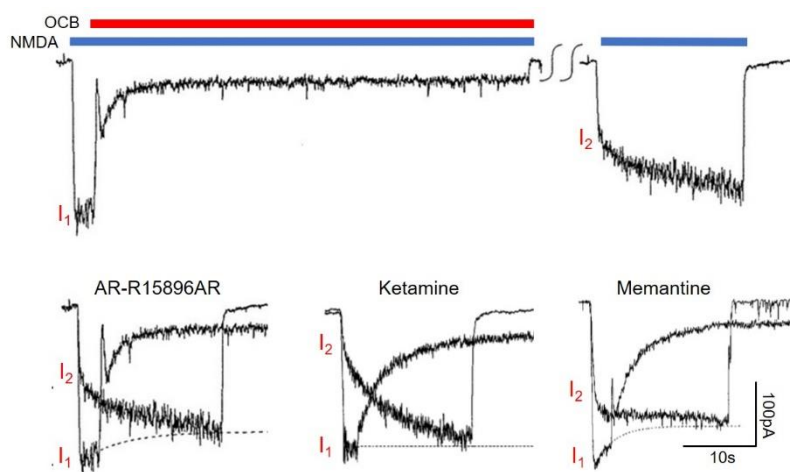 OCB
NMDA
I₂
I₁
AR-R15896AR
Ketamine
Memantine
I₂
I₂
I₂
I₁
I₁
I₁
100pA
10s